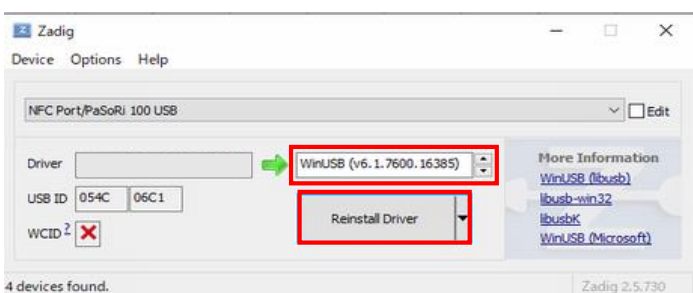 Zadig
Device Options Help
NFC Port/PaSoRi 100 USB
Edit
Driver
WinUSB (v6.1.7600.16385)
USB ID 054C 06C1
WCID ?
Reinstall Driver
More Information
WinUSB (libusb)
libusb-win32
libusbK
WinUSB (Microsoft)
4 devices found.
Zadig 2.5.730